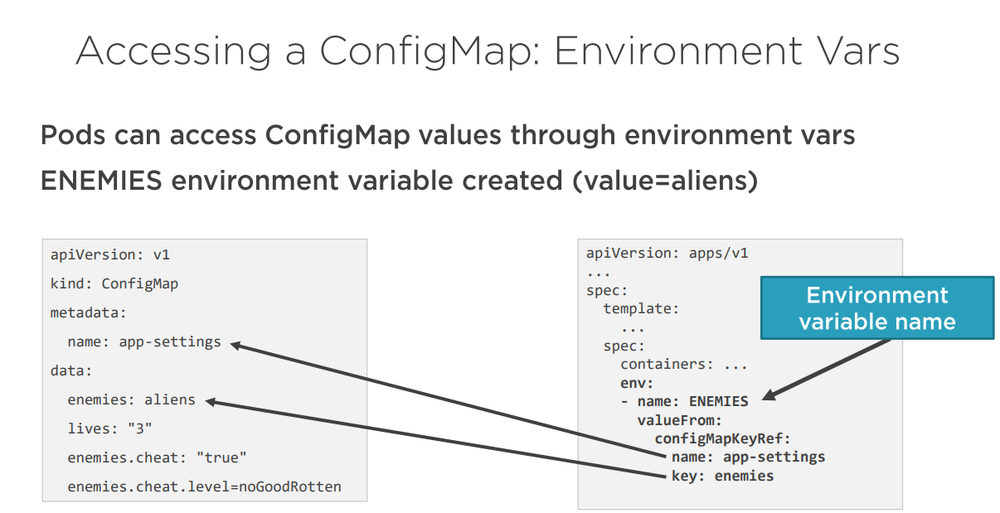 Accessing a ConfigMap: Environment Vars
Pods can access ConfigMap values through environment vars
ENEMIES environment variable created (value=aliens)
apiVersion: v1
kind: ConfigMap
metadata:
  name: app-settings
data:
  enemies: aliens
  lives: "3"
  enemies.cheat: "true"
  enemies.cheat.level=noGoodRotten
apiVersion: apps/v1
...
spec:
  template:
    ...
  spec:
    containers: ...
    env:
    - name: ENEMIES
      valueFrom:
        configMapKeyRef:
          name: app-settings
          key: enemies
Environment
variable name